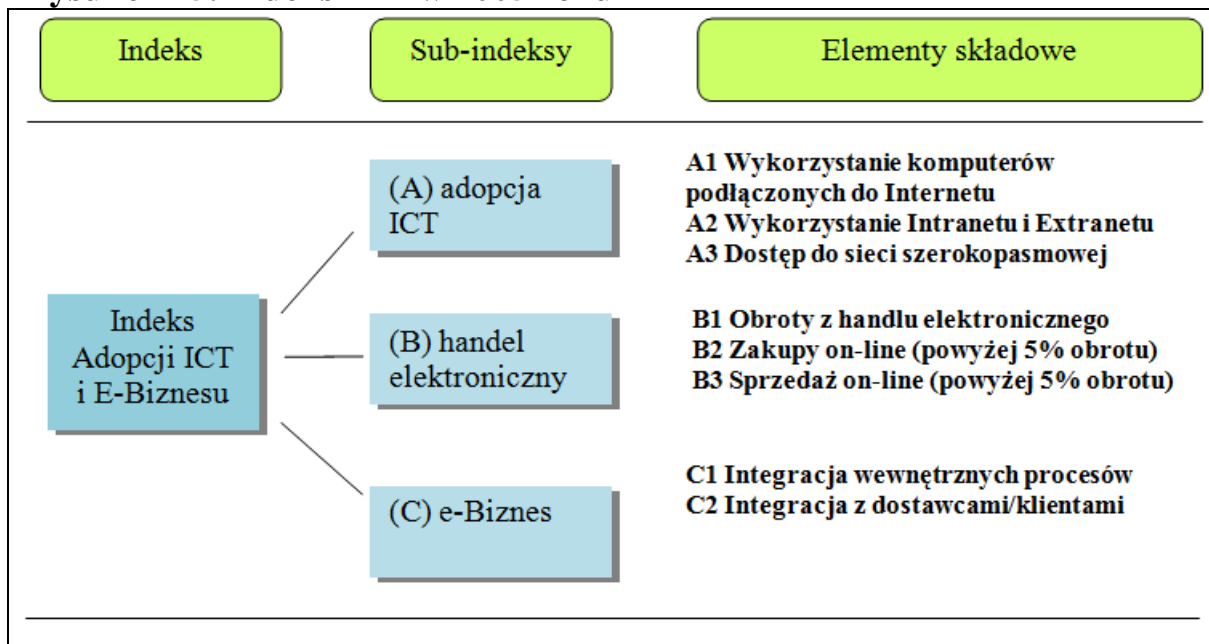 Indeks
Sub-indeksy
Elementy składowe
A1 Wykorzystanie komputerów
podłączonych do Internetu
A2 Wykorzystanie Intranetu i Extranetu
A3 Dostęp do sieci szerokopasmowej
(A) adopcja
ICT
Indeks
Adopcji ICT
i E-Biznesu
(B) handel
elektroniczny
B1 Obroty z handlu elektronicznego
B2 Zakupy on-line (powyżej 5% obrotu)
B3 Sprzedaż on-line (powyżej 5% obrotu)
(C) e-Biznes
C1 Integracja wewnętrznych procesów
C2 Integracja z dostawcami/klientami